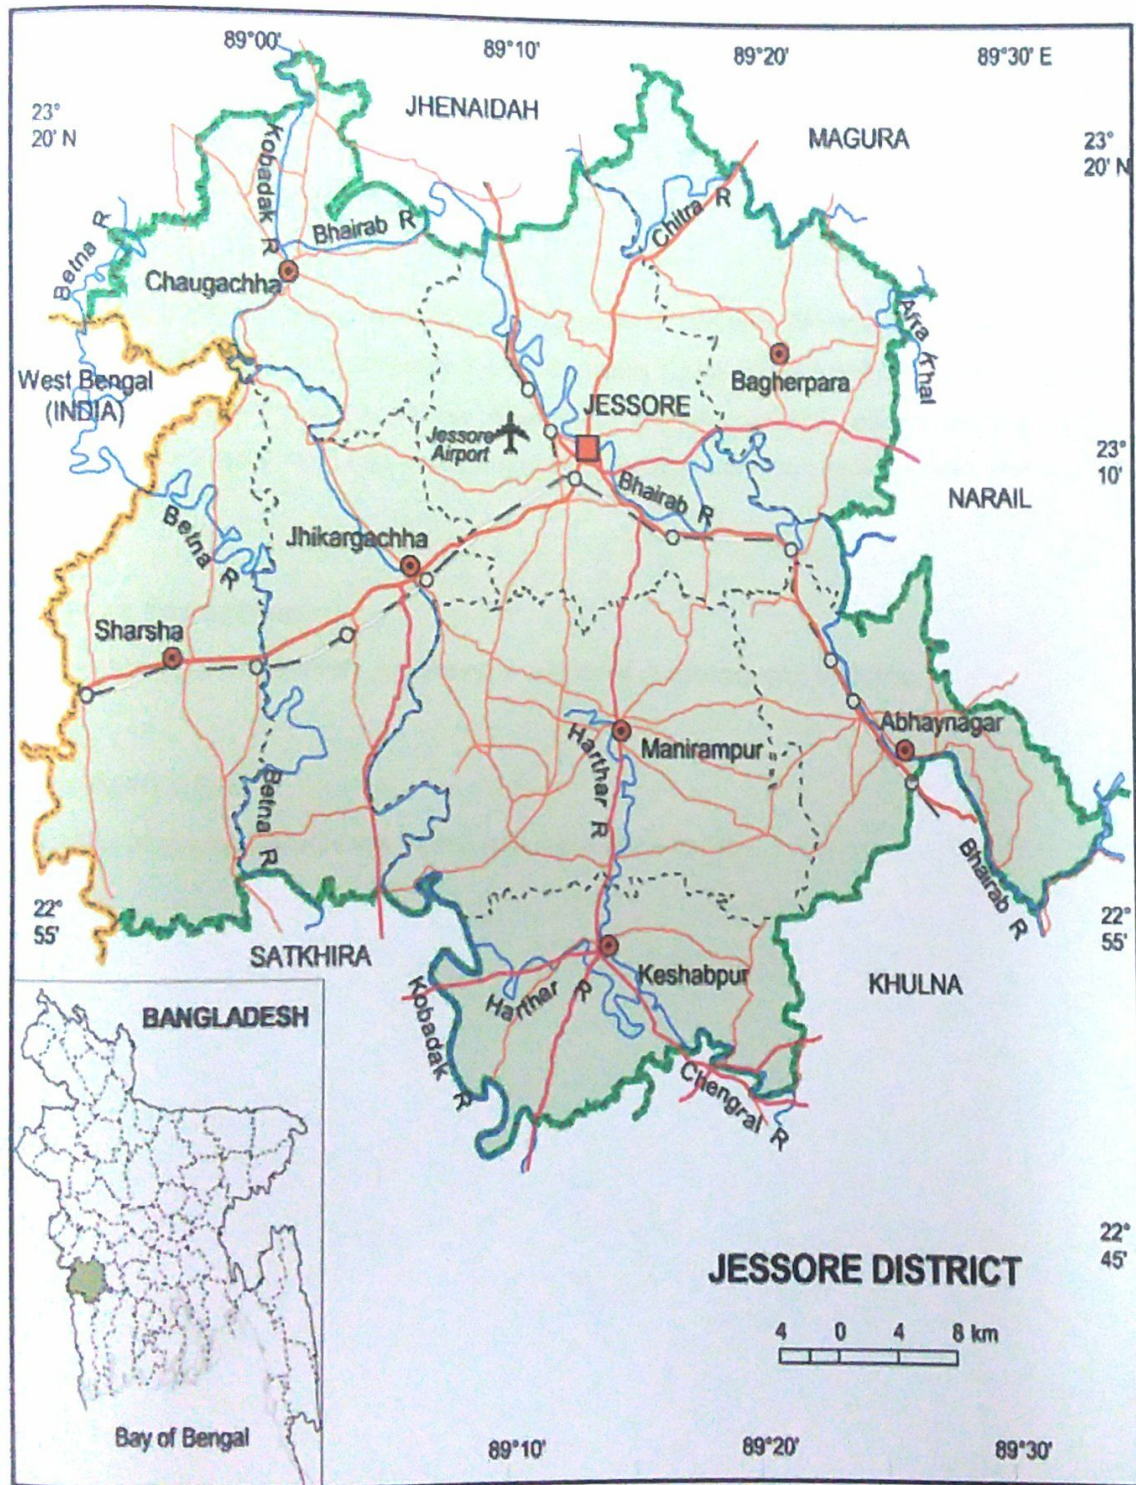 89°00'
89°10'
89°20'
89°30' E
23°
20' N
JHENAIDAH
MAGURA
23°
20' N
Kobadak R
Bhairab R
Chitra R
Betna R
Chaugachha
Afra Khal
West Bengal
(INDIA)
Bagherpara
JESSORE
Jessore
Airport
23°
10'
Bhairab R
NARAIL
Betna R
Jhikargachha
Sharsha
Abhaynagar
Harthar R
Manirampur
Betna R
Bhairab R
22°
55'
22°
55'
SATKHIRA
Keshabpur
KHULNA
Kobadak R
Harthar R
BANGLADESH
Chengral R
22°
45'
JESSORE DISTRICT
4 0 4 8 km
Bay of Bengal
89°10'
89°20'
89°30'